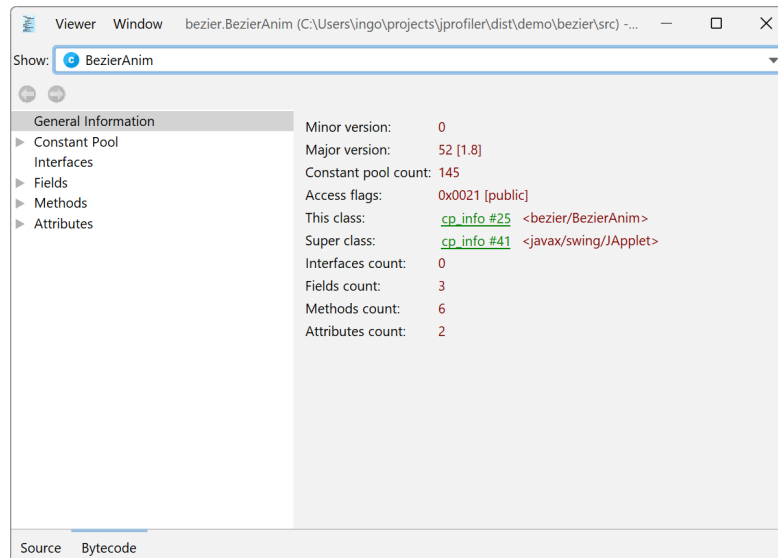 Viewer Window bezier.BezierAnim (C:\Users\ingo\projects\jprofiler\dist\demo\bezier\src) -...
Show: C BezierAnim
General Information
Constant Pool
Interfaces
Fields
Methods
Attributes
Minor version: 0
Major version: 52 [1.8]
Constant pool count: 145
Access flags: 0x0021 [public]
This class: cp_info #25 <bezier/BezierAnim>
Super class: cp_info #41 <javax/swing/JApplet>
Interfaces count: 0
Fields count: 3
Methods count: 6
Attributes count: 2
Source Bytecode